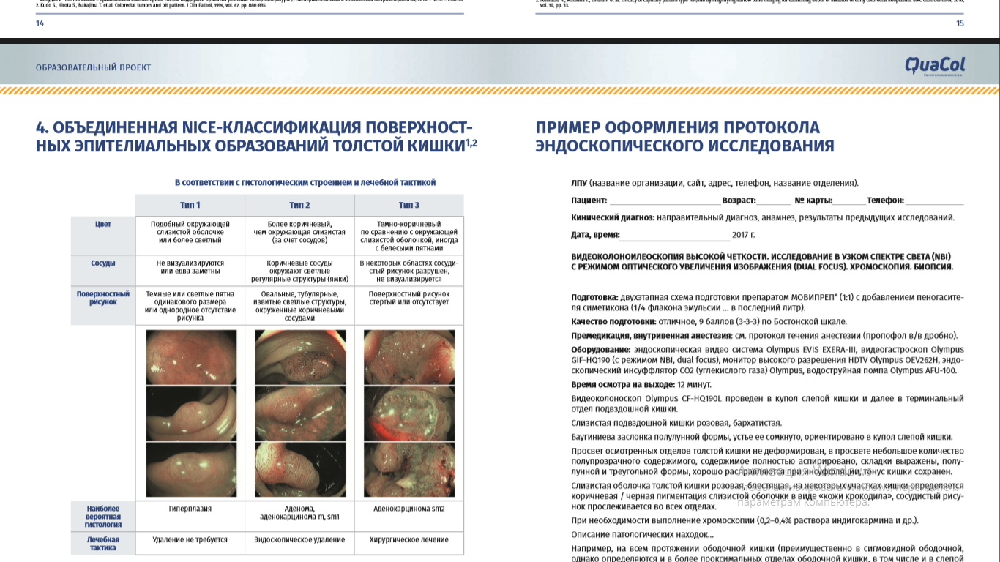 2. Kudo S., Hirota S., Nakajima T. et al. Colorectal tumors and pit pattern. J Clin Pathol, 1994, vol. 47, pp. 880-885.
14
vol. 10, pp. 33.
15
ОБРАЗОВАТЕЛЬНЫЙ ПРОЕКТ
QuaCol
Качество колоноскопии
4. ОБЪЕДИНЕННАЯ NICE-КЛАССИФИКАЦИЯ ПОВЕРХНОСТ-
НЫХ ЭПИТЕЛИАЛЬНЫХ ОБРАЗОВАНИЙ ТОЛСТОЙ КИШКИ1,2
В соответствии с гистологическим строением и лечебной тактикой
Тип 1
Тип 2
Тип 3
Цвет
Подобный окружающей
слизистой оболочке
или более светлый
Более коричневый,
чем окружающая слизистая
(за счет сосудов)
Темно-коричневый
по сравнению с окружающей
слизистой оболочкой, иногда
с белесыми пятнами
Сосуды
Не визуализируются
или едва заметны
Коричневые сосуды
окружают светлые
регулярные структуры (ямки)
В некоторых областях сосуди-
стый рисунок разрушен,
не визуализируется
Поверхностный
рисунок
Темные или светлые пятна
одинакового размера
или однородное отсутствие
рисунка
Овальные, тубулярные,
извитые светлые структуры,
окруженные коричневыми
сосудами
Поверхностный рисунок
стертый или отсутствует
Наиболее
вероятная
гистология
Гиперплазия
Аденома,
аденокарцинома m, sm1
Аденокарцинома sm2
Лечебная
тактика
Удаление не требуется
Эндоскопическое удаление
Хирургическое лечение
ПРИМЕР ОФОРМЛЕНИЯ ПРОТОКОЛА
ЭНДОСКОПИЧЕСКОГО ИССЛЕДОВАНИЯ
ЛПУ (название организации, сайт, адрес, телефон, название отделения).
Пациент: Возраст: № карты: Телефон:
Кинический диагноз: направительный диагноз, анамнез, результаты предыдущих исследований.
Дата, время: 2017 г.
ВИДЕОКОЛОНОИЛЕОСКОПИЯ ВЫСОКОЙ ЧЕТКОСТИ. ИССЛЕДОВАНИЕ В УЗКОМ СПЕКТРЕ СВЕТА (NBI)
С РЕЖИМОМ ОПТИЧЕСКОГО УВЕЛИЧЕНИЯ ИЗОБРАЖЕНИЯ (DUAL FOCUS). ХРОМОСКОПИЯ. БИОПСИЯ.
Подготовка: двухэтапная схема подготовки препаратом МОВИПРЕП® (1:1) с добавлением пеногасите-
ля симетикона (1/4 флакона эмульсии ... в последний литр).
Качество подготовки: отличное, 9 баллов (3-3-3) по Бостонской шкале.
Премедикация, внутривенная анестезия: см. протокол течения анестезии (пропофол в/в дробно).
Оборудование: эндоскопическая видео система Olympus EVIS EXERA-III, видеогастроскоп Olympus
GIF-HQ190 (с режимом NBI, dual focus), монитор высокого разрешения HDTV Olympus OEV262H, эндо-
скопический инсуффлятор CO2 (углекислого газа) Olympus, водоструйная помпа Olympus AFU-100.
Время осмотра на выходе: 12 минут.
Видеоколоноскоп Olympus CF-HQ190L проведен в купол слепой кишки и далее в терминальный
отдел подвздошной кишки.
Слизистая подвздошной кишки розовая, бархатистая.
Баугиниева заслонка полулунной формы, устье ее сомкнуто, ориентировано в купол слепой кишки.
Просвет осмотренных отделов толстой кишки не деформирован, в просвете небольшое количество
полупрозрачного содержимого, содержимое полностью аспирировано, складки выражены, полу-
лунной и треугольной формы, хорошо расправляются при инсуффляции, тонус кишки сохранен.
Слизистая оболочка толстой кишки розовая, блестящая, на некоторых участках кишки определяется
коричневая / черная пигментация слизистой оболочки в виде «кожи крокодила», сосудистый рису-
нок прослеживается во всех отделах.
параметрам компьютера.
При необходимости выполнение хромоскопии (0,2–0,4% раствора индигокармина и др.).
Описание патологических находок...
Например, на всем протяжении ободочной кишки (преимущественно в сигмовидной ободочной,
однако определяются и в более проксимальных отделах ободочной кишки, в том числе и в слепой